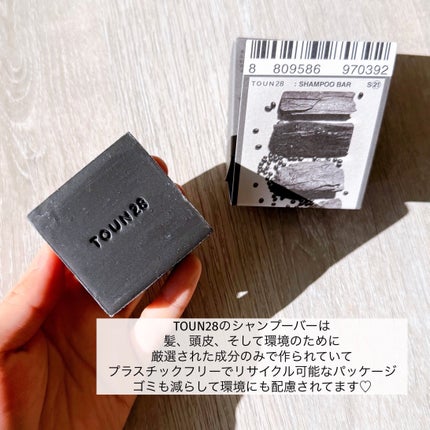 8 809586 970392
TOUN28 : SHAMPOO BAR S21
TOUN28
TOUN28のシャンプーバーは
髪、頭皮、そして環境のために
厳選された成分のみで作られていて
プラスチックフリーでリサイクル可能なパッケージ
ゴミも減らして環境にも配慮されてます♡